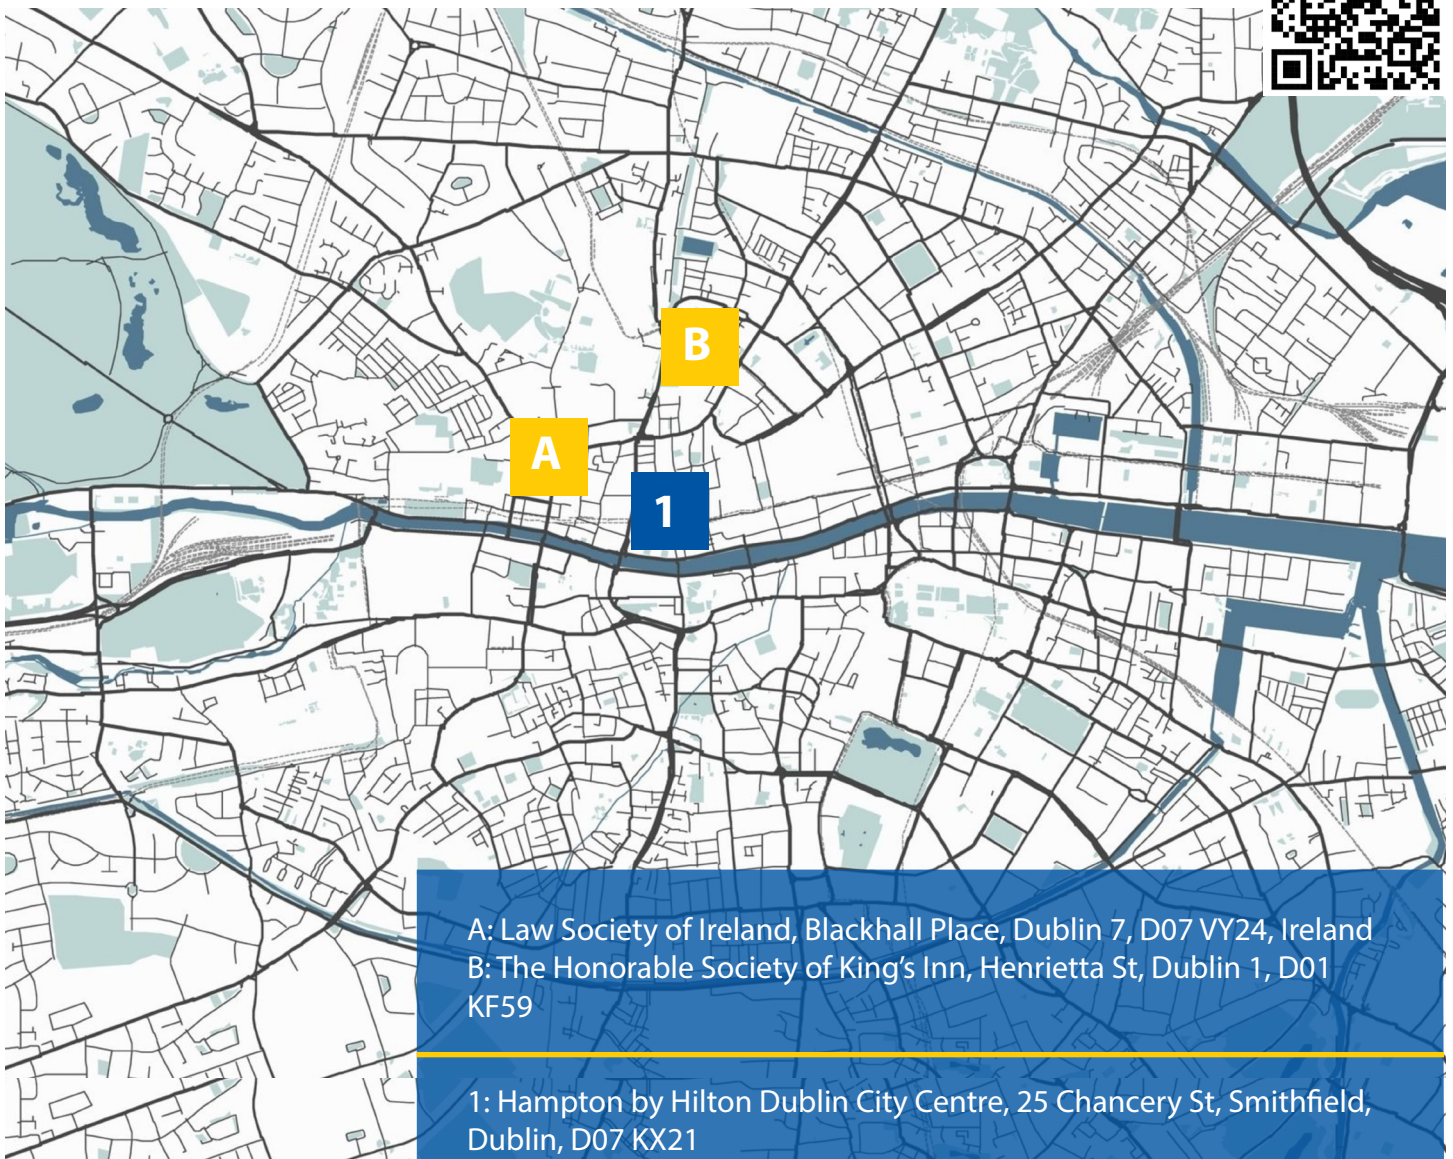 B
A
1
A: Law Society of Ireland, Blackhall Place, Dublin 7, D07 VY24, Ireland
B: The Honorable Society of King's Inn, Henrietta St, Dublin 1, D01
KF59
1: Hampton by Hilton Dublin City Centre, 25 Chancery St, Smithfield,
Dublin, D07 KX21